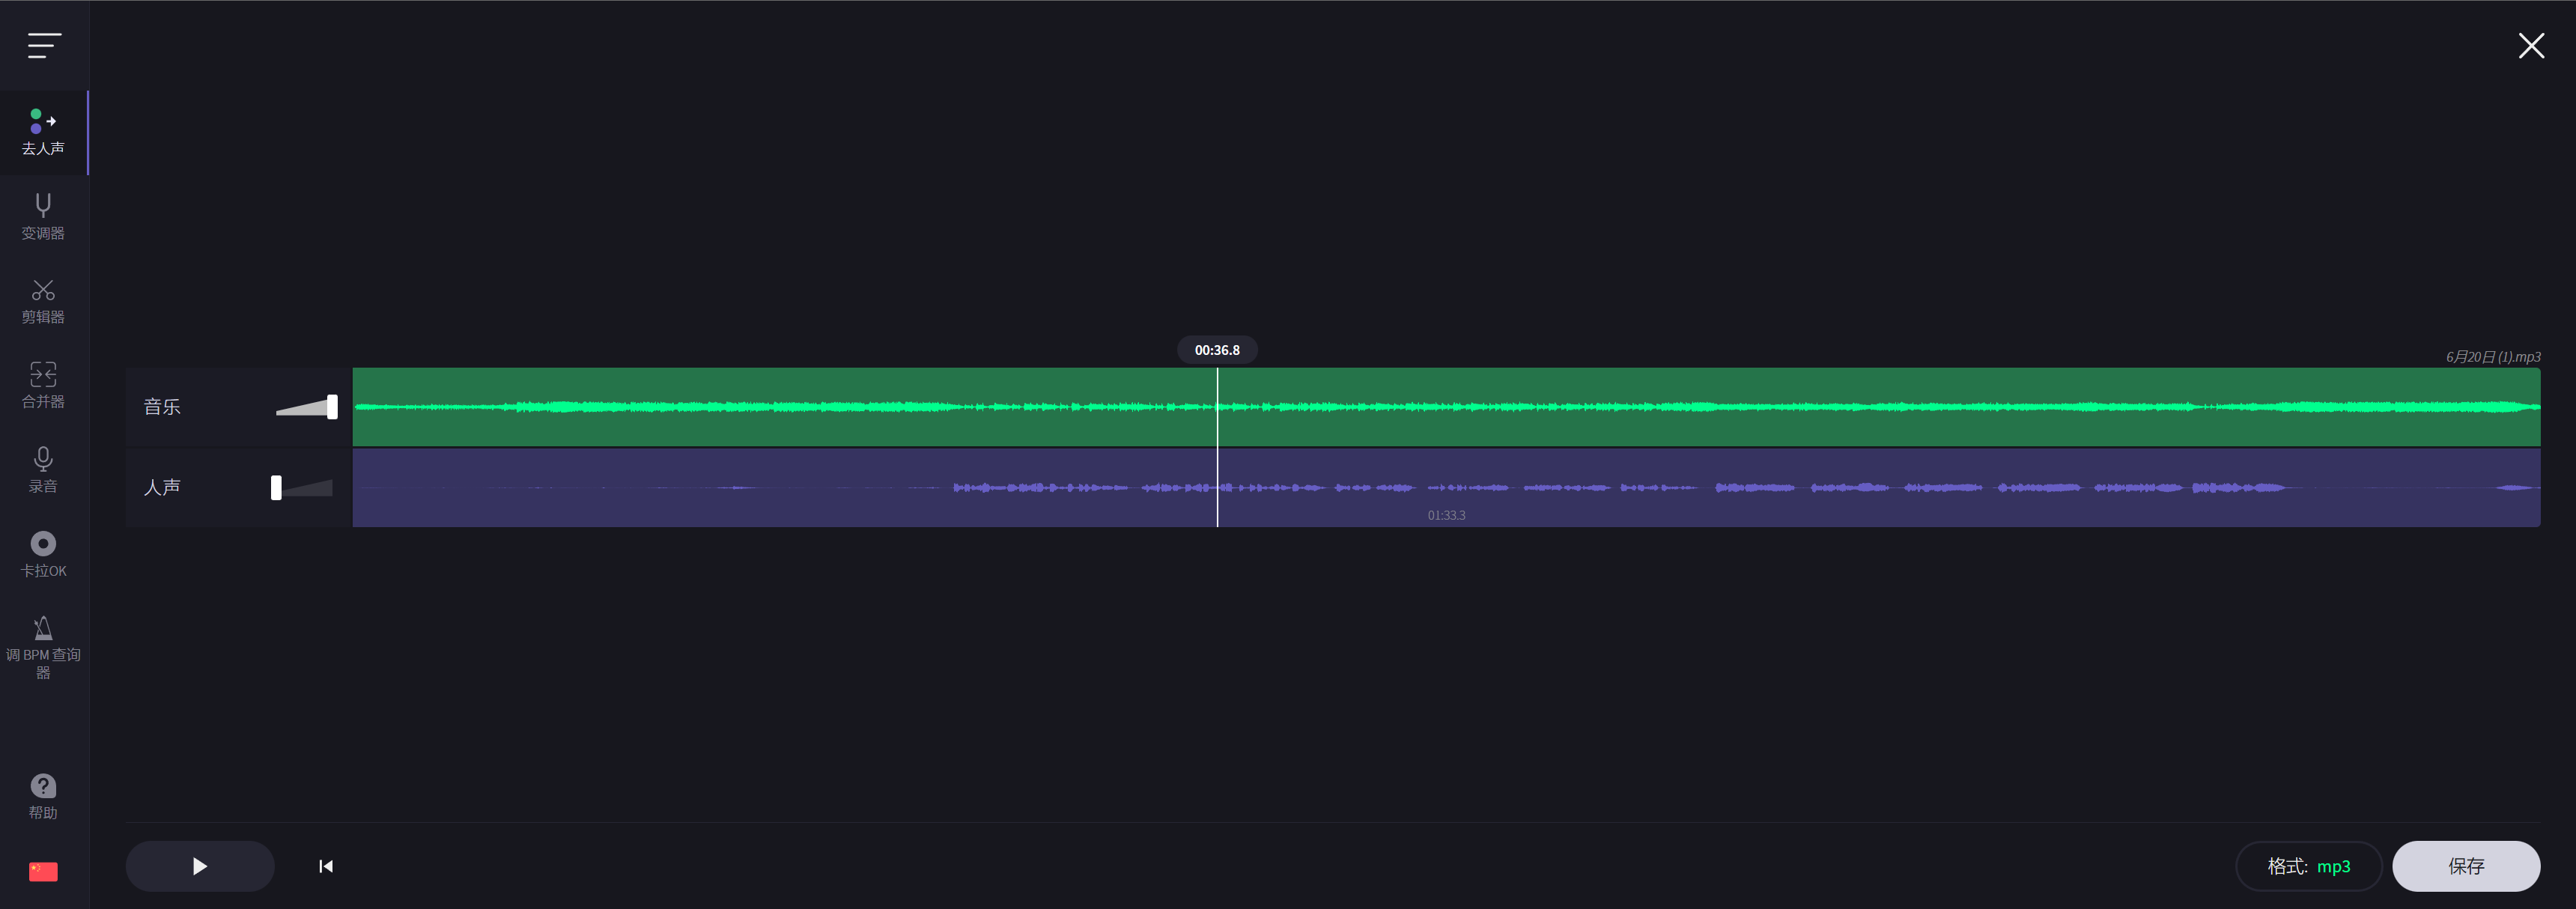 去人声
变调器
剪辑器
合并器
录音
卡拉OK
调 BPM 查询
器
帮助
00:36.8
6月20日 (1).mp3
音乐
人声
01:33.3
格式: mp3
保存